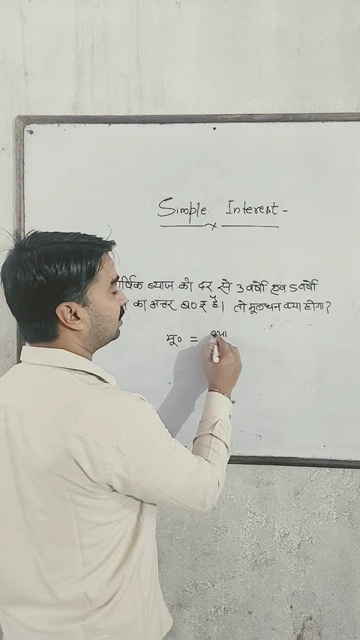 Simple Interest -
वार्षिक ब्याज की दर से 3 वर्षो एवं 5 वर्षो
का अन्तर 80 ₹ है। तो मूलधन क्या होगा?
मू० =